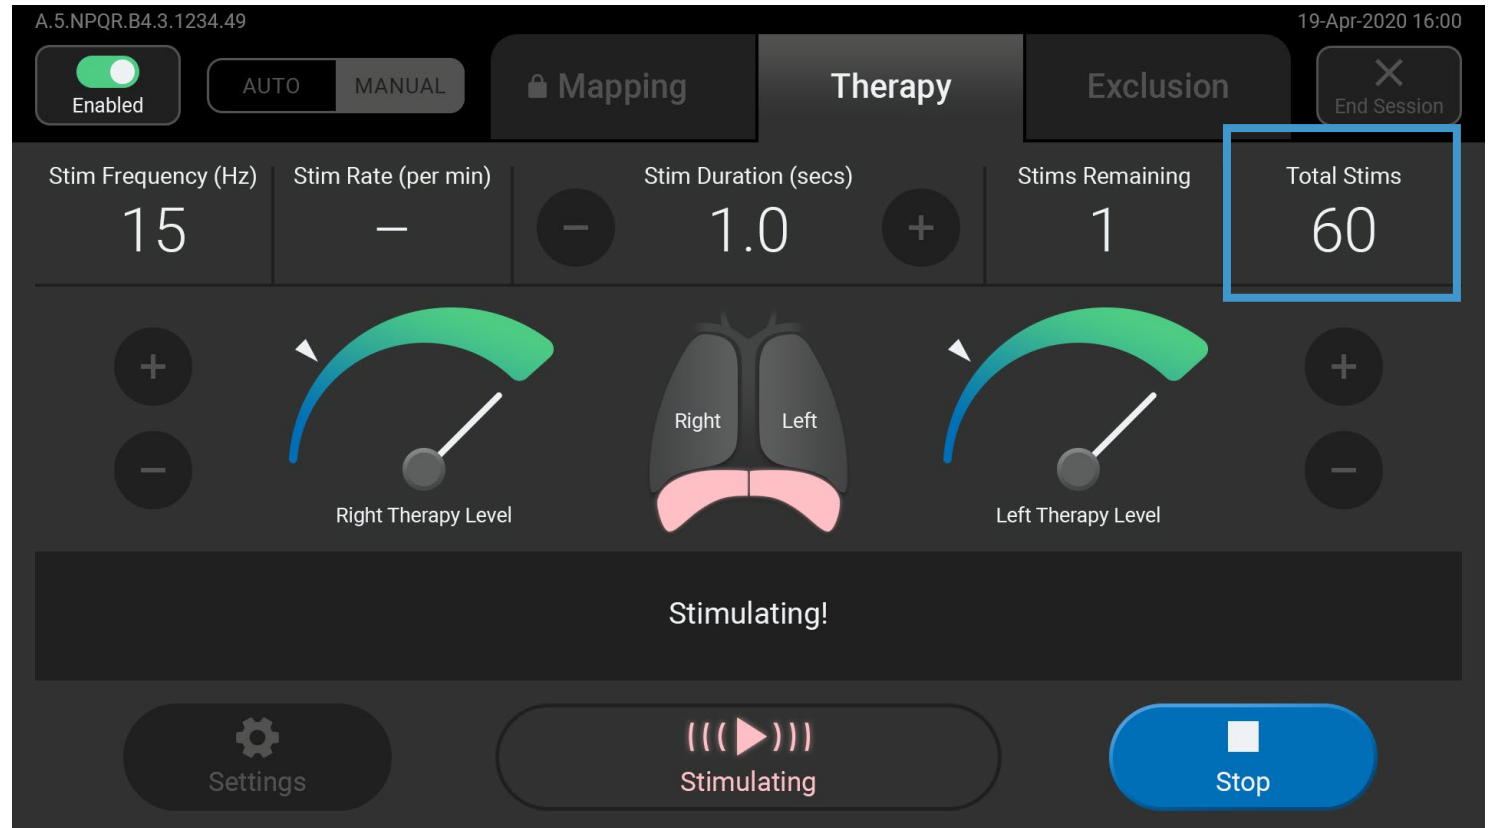 A.5.NPQR.B4.3.1234.49
19-Apr-2020 16:00
Enabled
AUTO
MANUAL
Mapping
Therapy
Exclusion
End Session
Stim Frequency (Hz)
15
Stim Rate (per min)
–
Stim Duration (secs)
−
1.0
+
Stims Remaining
1
Total Stims
60
+
−
Right
Left
+
−
Right Therapy Level
Left Therapy Level
Stimulating!
Settings
Stimulating
Stop